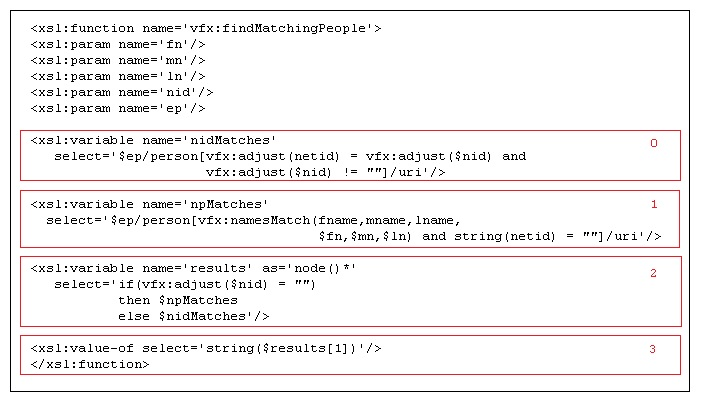 <xsl:function name='vfx:findMatchingPeople'>
<xsl:param name='fn'/>
<xsl:param name='mn'/>
<xsl:param name='ln'/>
<xsl:param name='nid'/>
<xsl:param name='ep'/>
<xsl:variable name='nidMatches' 0
select='$ep/person[vfx:adjust(netid) = vfx:adjust($nid) and
vfx:adjust($nid) != ""]/uri'/>
<xsl:variable name='npMatches' 1
select='$ep/person[vfx:namesMatch(fname,mname,lname,
$fn,$mn,$ln) and string(netid) = ""]/uri'/>
<xsl:variable name='results' as='node()*' 2
select='if(vfx:adjust($nid) = "")
then $npMatches
else $nidMatches'/>
<xsl:value-of select='string($results[1])'/> 3
</xsl:function>